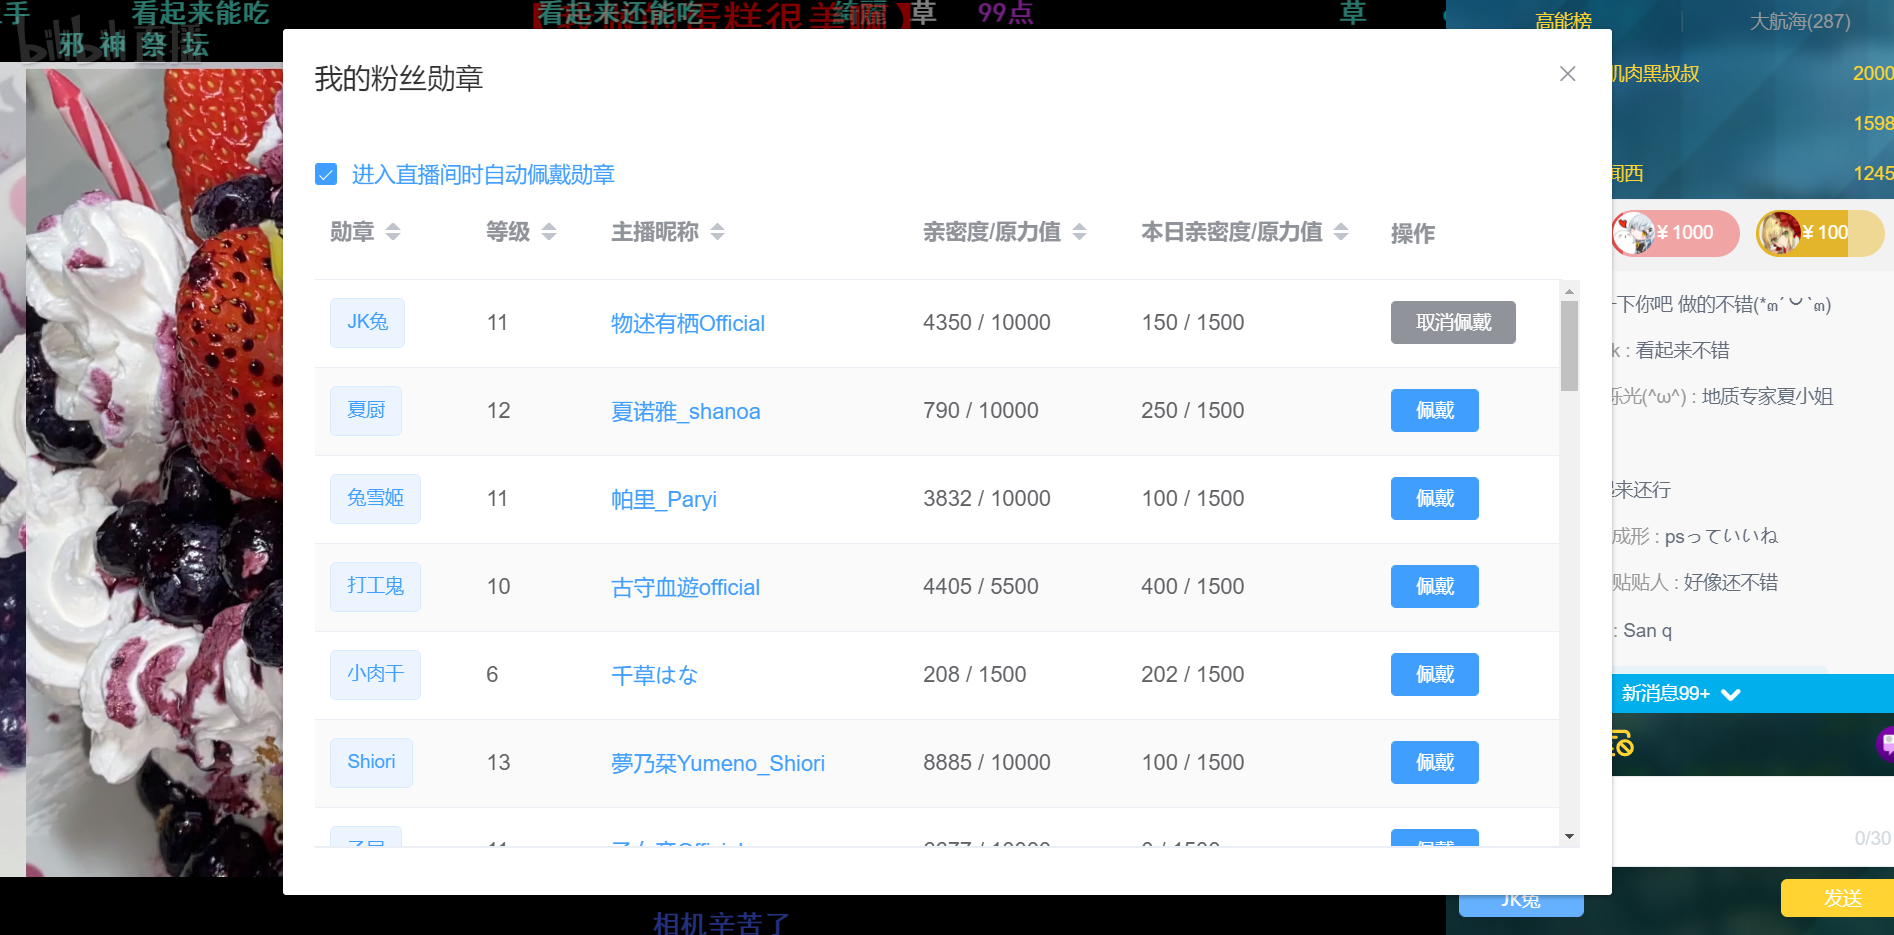 手
看起来能吃
看起来还能吃
绮罹
草
99点
草
邪 神 祭 坛
高能榜
大航海(287)
我的粉丝勋章
肌肉黑叔叔
2000
1598
闻西
1245
进入直播间时自动佩戴勋章
勋章
等级
主播昵称
亲密度/原力值
本日亲密度/原力值
操作
¥ 1000
¥ 100
JK兔
11
物述有栖Official
4350 / 10000
150 / 1500
取消佩戴
夏厨
12
夏诺雅_shanoa
790 / 10000
250 / 1500
佩戴
兔雪姬
11
帕里_Paryi
3832 / 10000
100 / 1500
佩戴
打工鬼
10
古守血遊official
4405 / 5500
400 / 1500
佩戴
小肉干
6
千草はな
208 / 1500
202 / 1500
佩戴
Shiori
13
夢乃栞Yumeno_Shiori
8885 / 10000
100 / 1500
佩戴
一下你吧 做的不错(*๓´╰╯`๓)
k : 看起来不错
烁光(^ω^) : 地质专家夏小姐
起来还行
成形 : psっていいね
贴贴人 : 好像还不错
: San q
新消息99+
0/30
JK兔
发送
相机辛苦了